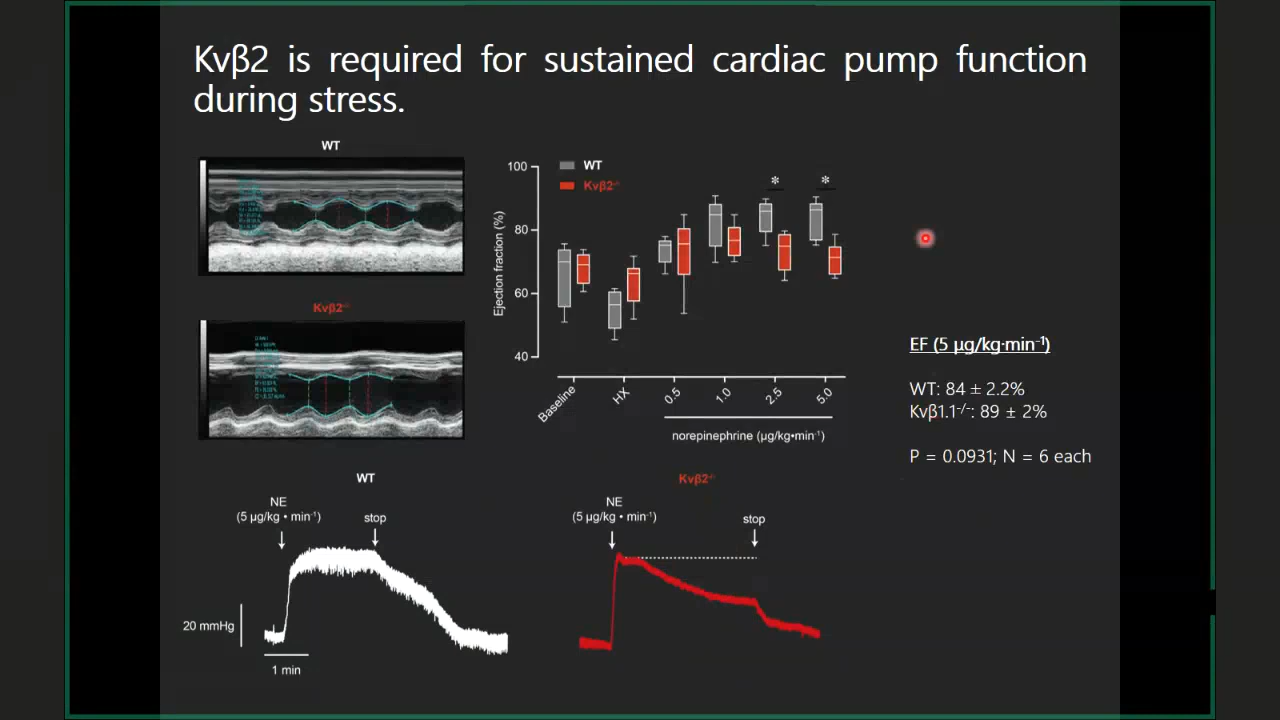 Kvβ2 is required for sustained cardiac pump function
during stress.
WT
Kvβ2-/-
100
80
60
40
Ejection fraction (%)
WT
Kvβ2-/-
*
*
Baseline
HX
0.5
1.0
2.5
5.0
norepinephrine (µg/kg•min-1)
EF (5 µg/kg·min-1)
WT: 84 ± 2.2%
Kvβ1.1-/-: 89 ± 2%
P = 0.0931; N = 6 each
WT
NE
(5 µg/kg • min-1)
stop
20 mmHg
1 min
Kvβ2-/-
NE
(5 µg/kg • min-1)
stop